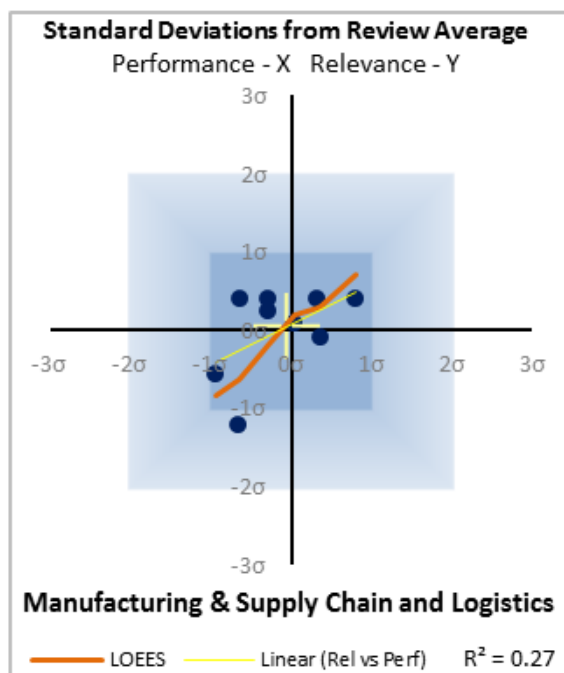 Standard Deviations from Review Average
Performance - X   Relevance - Y
3σ
2σ
1σ
0σ
-3σ -2σ -1σ 0σ 1σ 2σ 3σ
-1σ
-2σ
-3σ
Manufacturing & Supply Chain and Logistics
LOEES   Linear (Rel vs Perf)   R² = 0.27